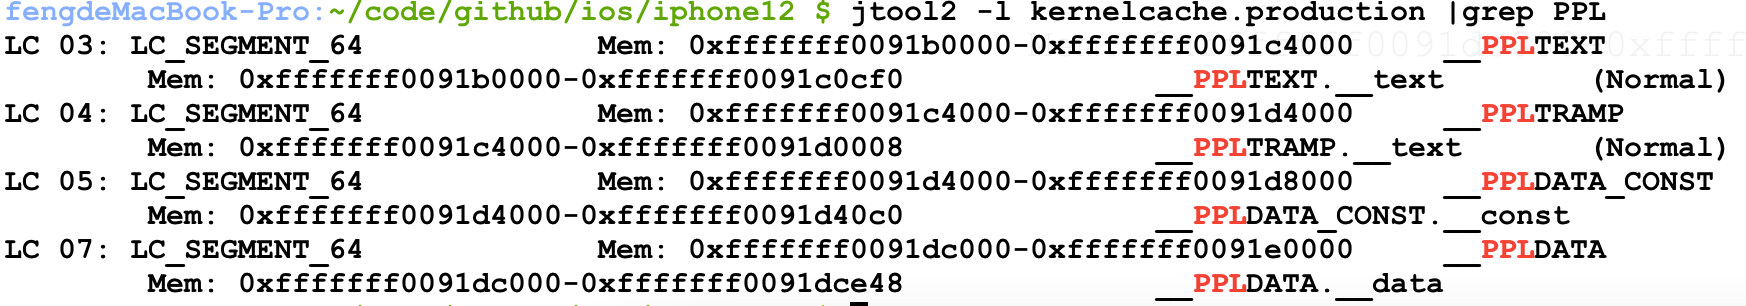 fengdeMacBook-Pro:~/code/github/ios/iphone12 $ jtool2 -l kernelcache.production |grep PPL
LC 03: LC_SEGMENT_64 Mem: 0xfffffff0091b0000-0xfffffff0091c4000 __PPLTEXT
Mem: 0xfffffff0091b0000-0xfffffff0091c0cf0 __PPLTEXT.__text (Normal)
LC 04: LC_SEGMENT_64 Mem: 0xfffffff0091c4000-0xfffffff0091d4000 __PPLTRAMP
Mem: 0xfffffff0091c4000-0xfffffff0091d0008 __PPLTRAMP.__text (Normal)
LC 05: LC_SEGMENT_64 Mem: 0xfffffff0091d4000-0xfffffff0091d8000 __PPLDATA_CONST
Mem: 0xfffffff0091d4000-0xfffffff0091d40c0 __PPLDATA_CONST.__const
LC 07: LC_SEGMENT_64 Mem: 0xfffffff0091dc000-0xfffffff0091e0000 __PPLDATA
Mem: 0xfffffff0091dc000-0xfffffff0091dce48 __PPLDATA.__data